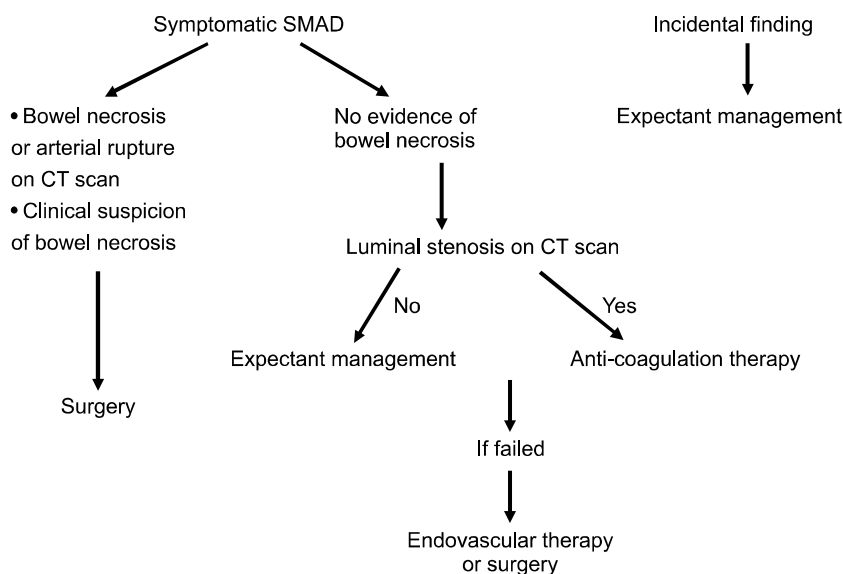 Symptomatic SMAD
Incidental finding
• Bowel necrosis
or arterial rupture
on CT scan
• Clinical suspicion
of bowel necrosis
No evidence of
bowel necrosis
Expectant management
Luminal stenosis on CT scan
No
Yes
Expectant management
Anti-coagulation therapy
Surgery
If failed
Endovascular therapy
or surgery